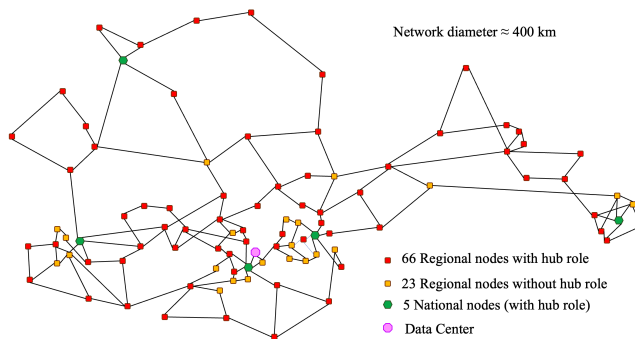 Network diameter ≈ 400 km
66 Regional nodes with hub role
23 Regional nodes without hub role
5 National nodes (with hub role)
Data Center